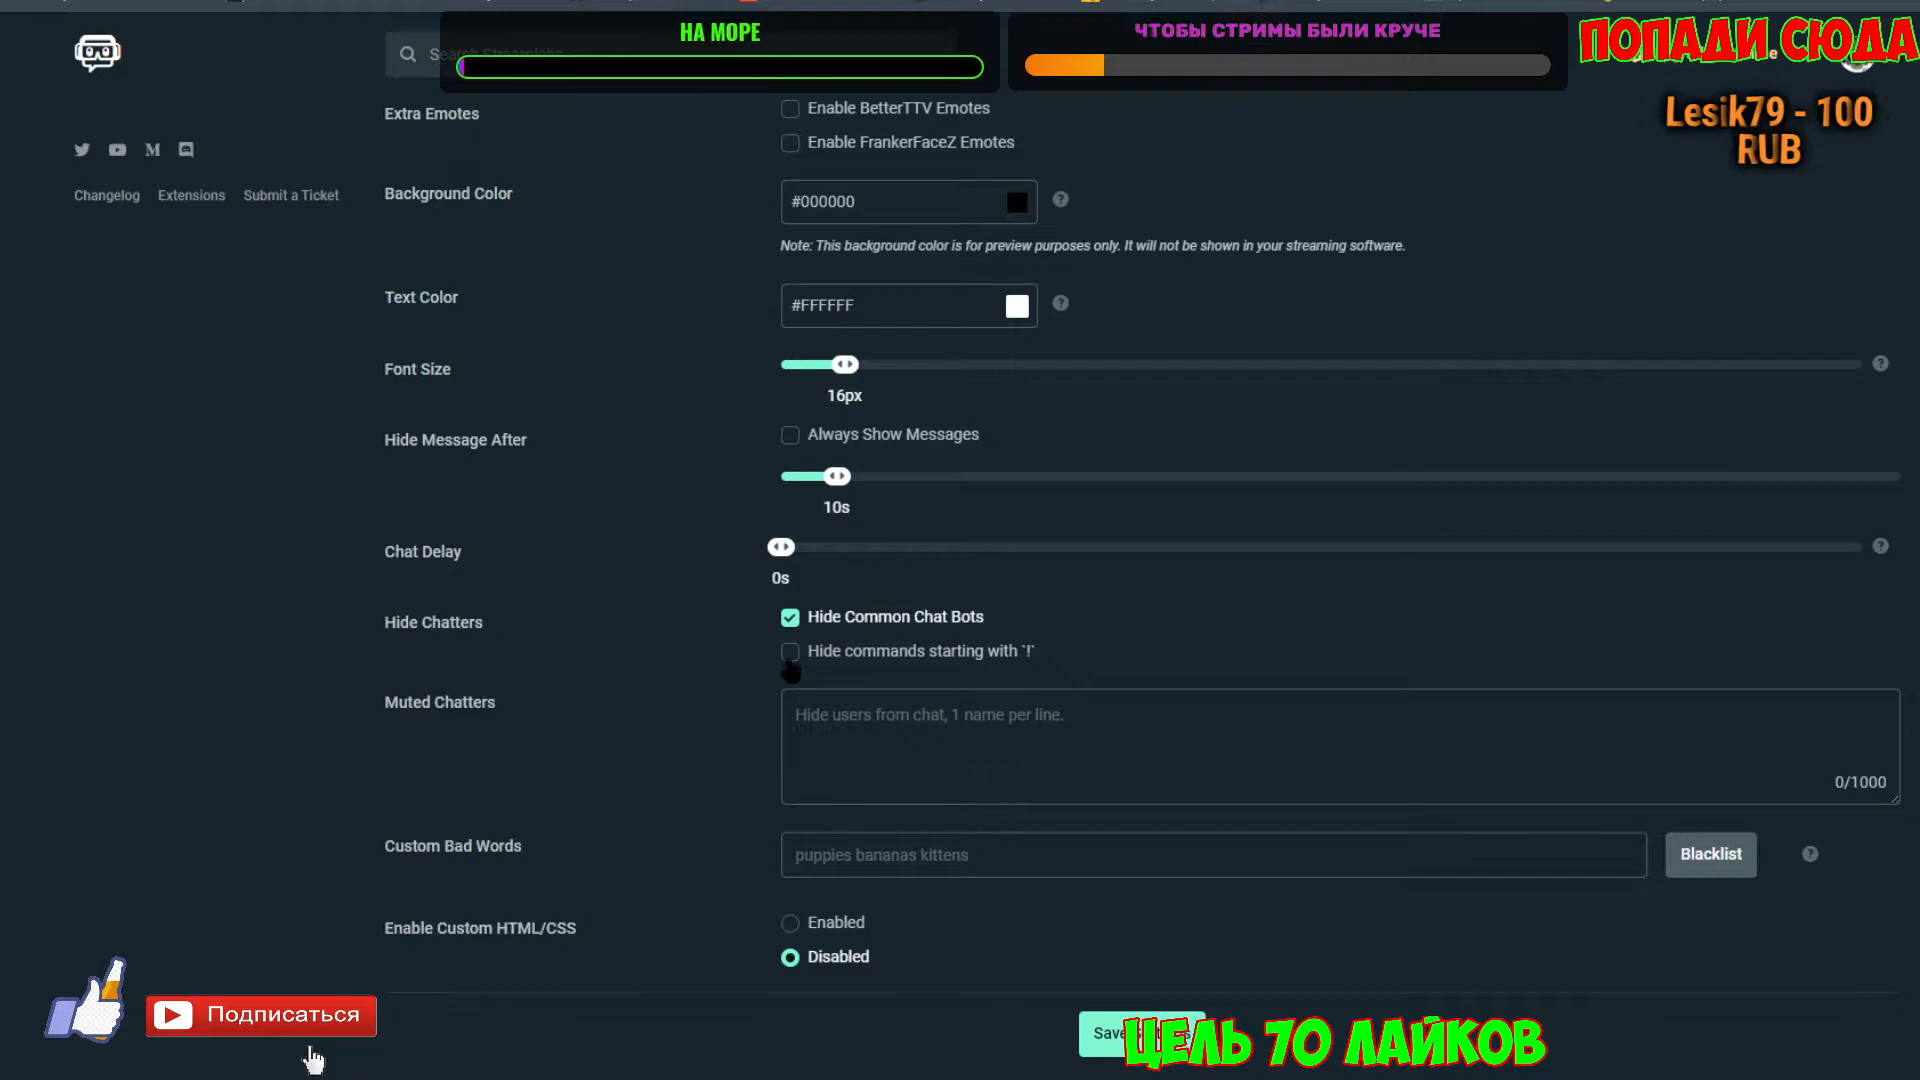 НА МОРЕ
ЧТОБЫ СТРИМЫ БЫЛИ КРУЧЕ
ПОПАДИ СЮДА
Lesik79 - 100
RUB
Search Streamlabs
Changelog
Extensions
Submit a Ticket
Extra Emotes
Enable BetterTTV Emotes
Enable FrankerFaceZ Emotes
Background Color
#000000
Note: This background color is for preview purposes only. It will not be shown in your streaming software.
Text Color
#FFFFFF
Font Size
16px
Hide Message After
Always Show Messages
10s
Chat Delay
0s
Hide Chatters
Hide Common Chat Bots
Hide commands starting with `!`
Muted Chatters
Hide users from chat, 1 name per line.
0/1000
Custom Bad Words
puppies bananas kittens
Blacklist
Enable Custom HTML/CSS
Enabled
Disabled
Подписаться
Save
ЦЕЛЬ 70 ЛАЙКОВ